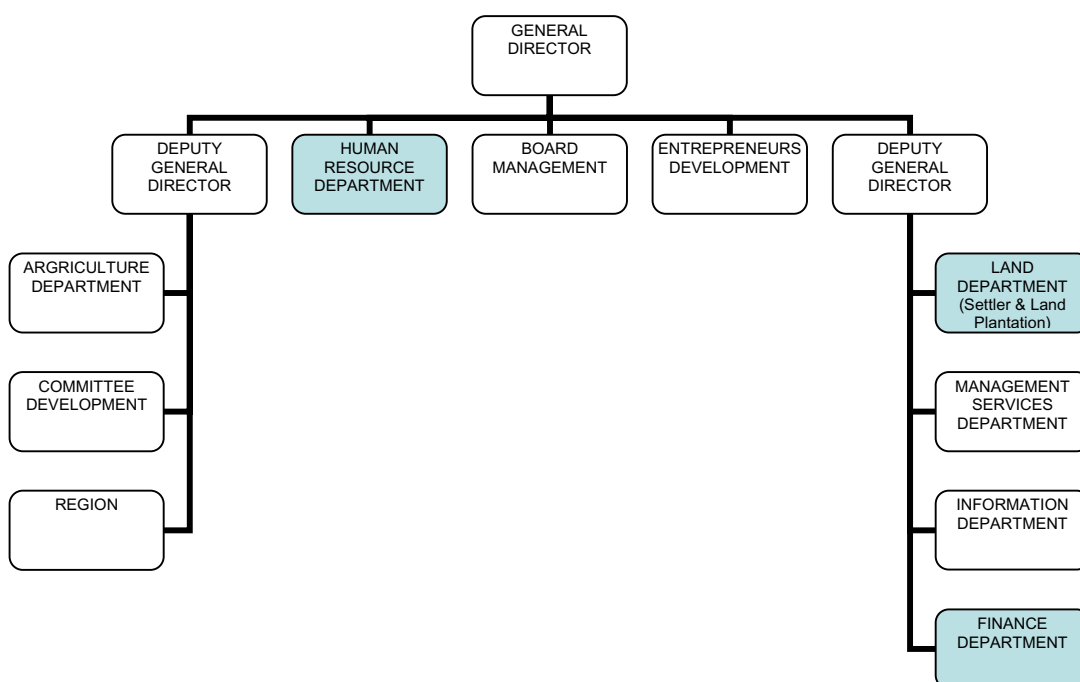 GENERAL
DIRECTOR
DEPUTY
GENERAL
DIRECTOR
HUMAN
RESOURCE
DEPARTMENT
BOARD
MANAGEMENT
ENTREPRENEURS
DEVELOPMENT
DEPUTY
GENERAL
DIRECTOR
ARGRICULTURE
DEPARTMENT
COMMITTEE
DEVELOPMENT
REGION
LAND
DEPARTMENT
(Settler & Land
Plantation)
MANAGEMENT
SERVICES
DEPARTMENT
INFORMATION
DEPARTMENT
FINANCE
DEPARTMENT